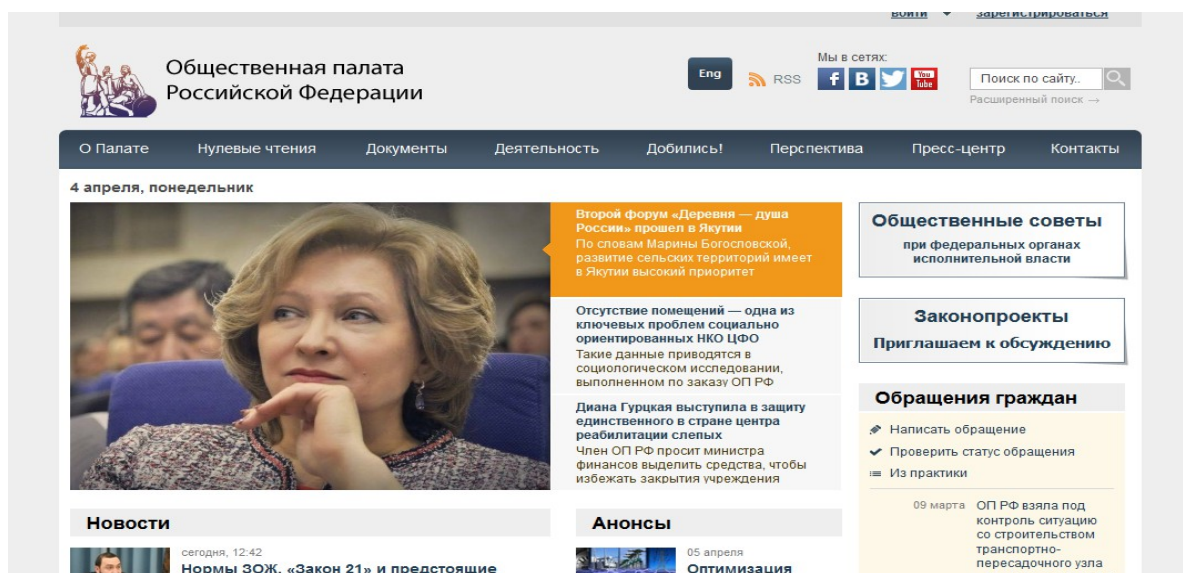 войти зарегистрироваться
Общественная палата
Российской Федерации
Eng
RSS
Мы в сетях:
f B You Tube
Поиск по сайту..
Расширенный поиск →
О Палате Нулевые чтения Документы Деятельность Добились! Перспектива Пресс-центр Контакты
4 апреля, понедельник
Второй форум «Деревня — душа
России» прошел в Якутии
По словам Марины Богословской,
развитие сельских территорий имеет
в Якутии высокий приоритет
Отсутствие помещений — одна из
ключевых проблем социально
ориентированных НКО ЦФО
Такие данные приводятся в
социологическом исследовании,
выполненном по заказу ОП РФ
Диана Гурцкая выступила в защиту
единственного в стране центра
реабилитации слепых
Член ОП РФ просит министра
финансов выделить средства, чтобы
избежать закрытия учреждения
Общественные советы
при федеральных органах
исполнительной власти
Законопроекты
Приглашаем к обсуждению
Обращения граждан
Написать обращение
Проверить статус обращения
Из практики
09 марта ОП РФ взяла под
контроль ситуацию
со строительством
транспортно-
пересадочного узла
Новости
сегодня, 12:42
Нормы ЗОЖ, «Закон 21» и предстоящие
Анонсы
05 апреля
Оптимизация